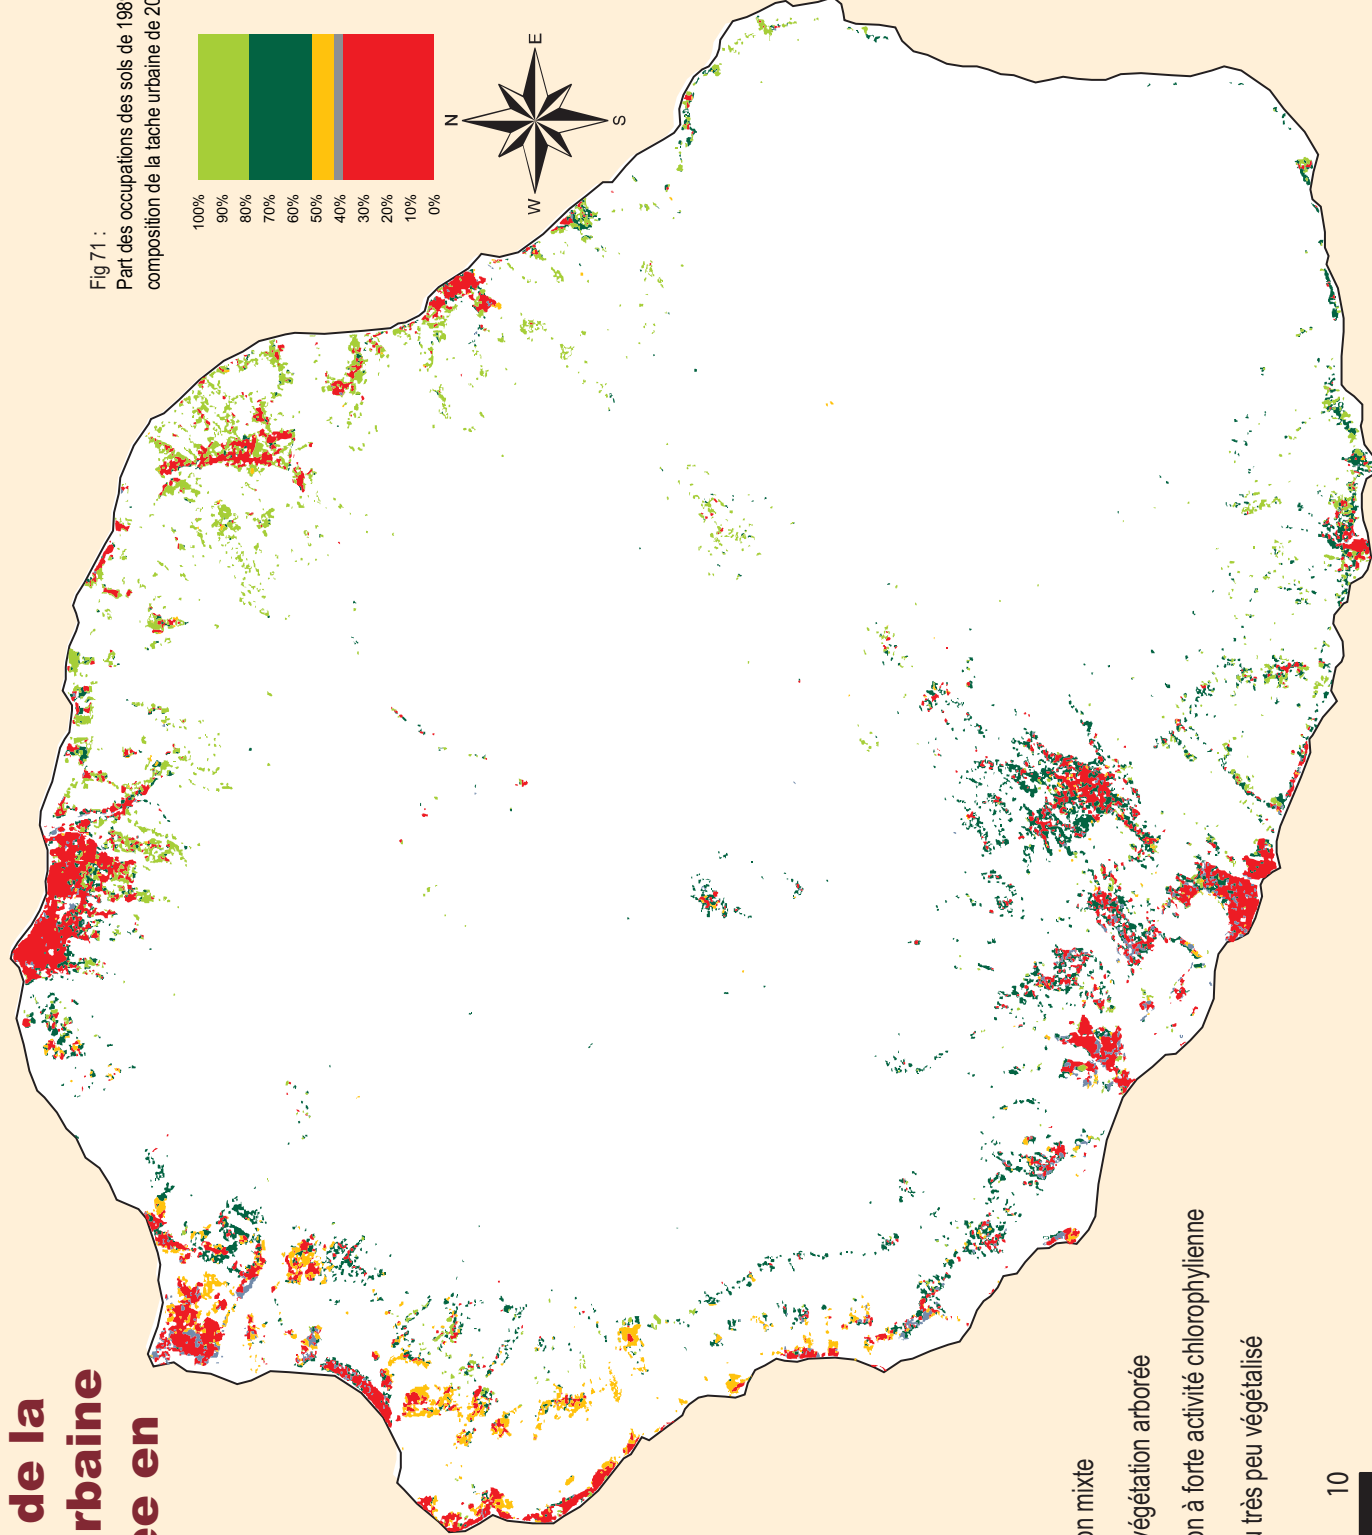 de la
rbaine
ée en
Fig 71 :
Part des occupations des sols de 198
composition de la tache urbaine de 20
100%
90%
80%
70%
60%
50%
40%
30%
20%
10%
0%
N
W
E
S
on mixte
végétation arborée
on à forte activité chlorophylienne
u très peu végétalisé
10